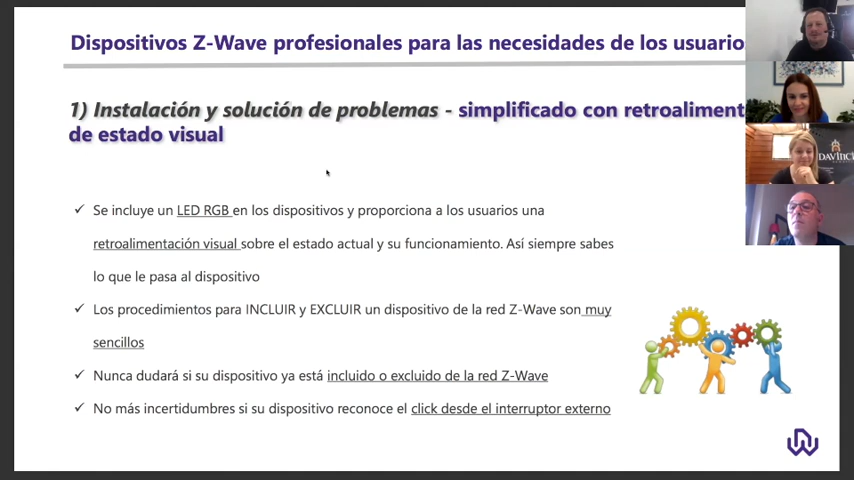 Dispositivos Z-Wave profesionales para las necesidades de los usuario
1) Instalación y solución de problemas - simplificado con retroaliment
de estado visual
Se incluye un LED RGB en los dispositivos y proporciona a los usuarios una
retroalimentación visual sobre el estado actual y su funcionamiento. Así siempre sabes
lo que le pasa al dispositivo
Los procedimientos para INCLUIR y EXCLUIR un dispositivo de la red Z-Wave son muy
sencillos
Nunca dudará si su dispositivo ya está incluido o excluido de la red Z-Wave
No más incertidumbres si su dispositivo reconoce el click desde el interruptor externo
DAVINCI